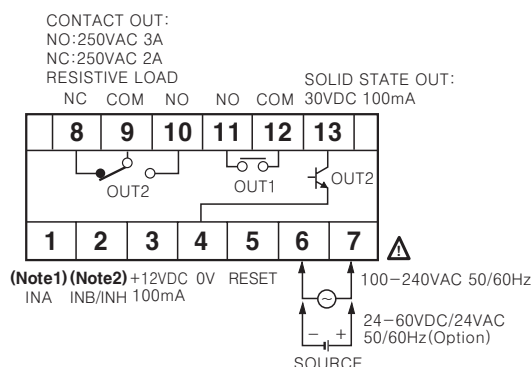 CONTACT OUT:
NO:250VAC 3A
NC:250VAC 2A
RESISTIVE LOAD
SOLID STATE OUT:
30VDC 100mA
NC COM NO NO COM
8 9 10 11 12 13
OUT2 OUT1 OUT2
1 2 3 4 5 6 7
(Note1) (Note2) +12VDC 0V RESET
INA INB/INH 100mA
100-240VAC 50/60Hz
24-60VDC/24VAC
50/60Hz(Option)
- +
SOURCE